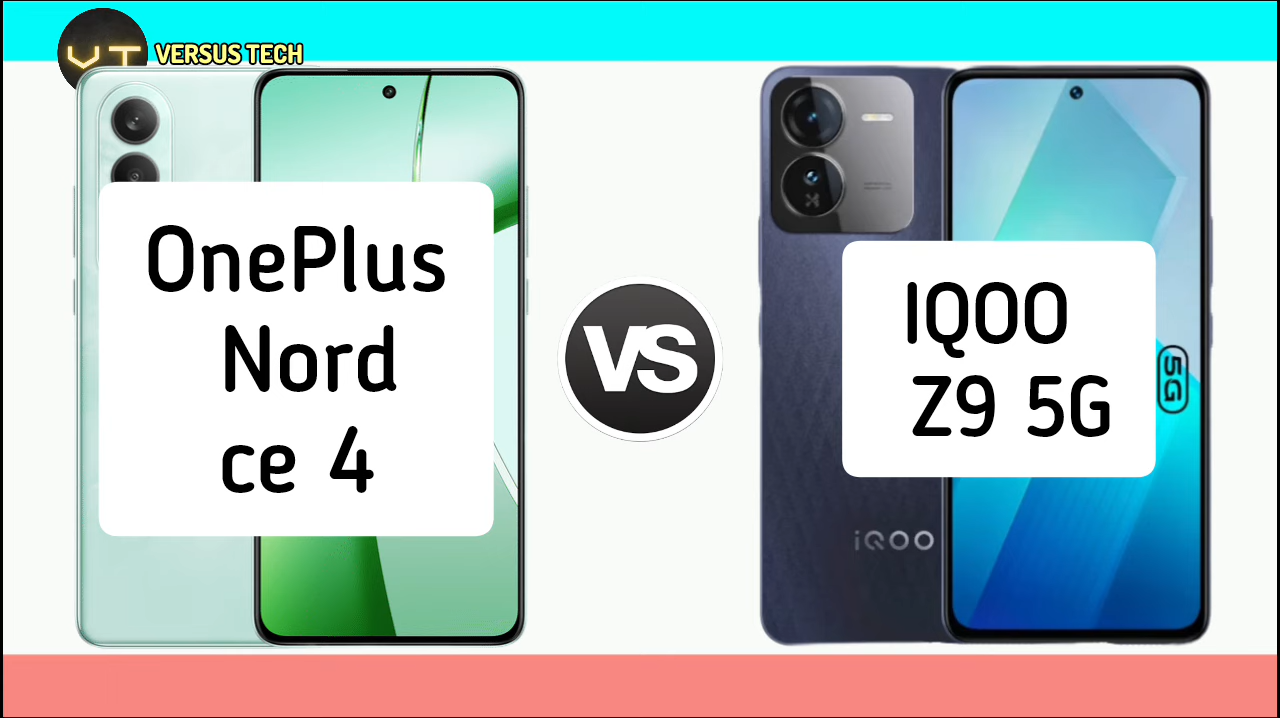 VT VERSUS TECH
OnePlus
Nord
ce 4
VS
IQOO
Z9 5G
5G
iQOO